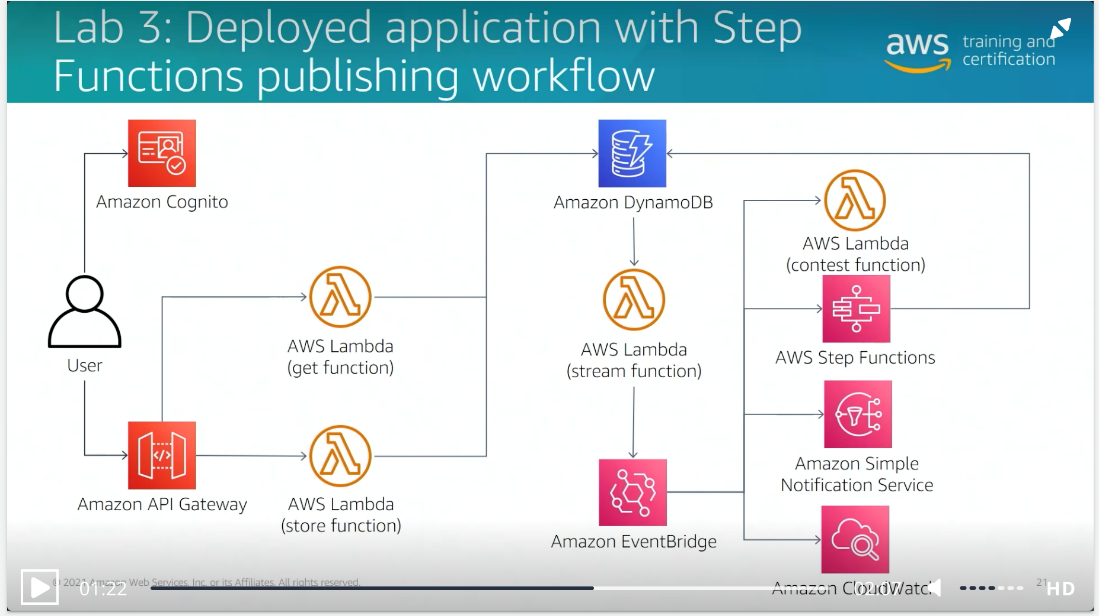 Lab 3: Deployed application with Step
Functions publishing workflow
aws training and
certification
Amazon Cognito
Amazon DynamoDB
AWS Lambda
(contest function)
AWS Lambda
(get function)
AWS Lambda
(stream function)
AWS Step Functions
User
Amazon Simple
Notification Service
Amazon API Gateway
AWS Lambda
(store function)
Amazon EventBridge
Amazon CloudWatch
Amazon Web Services, Inc. or its Affiliates. All rights reserved.
01:22
21
HD